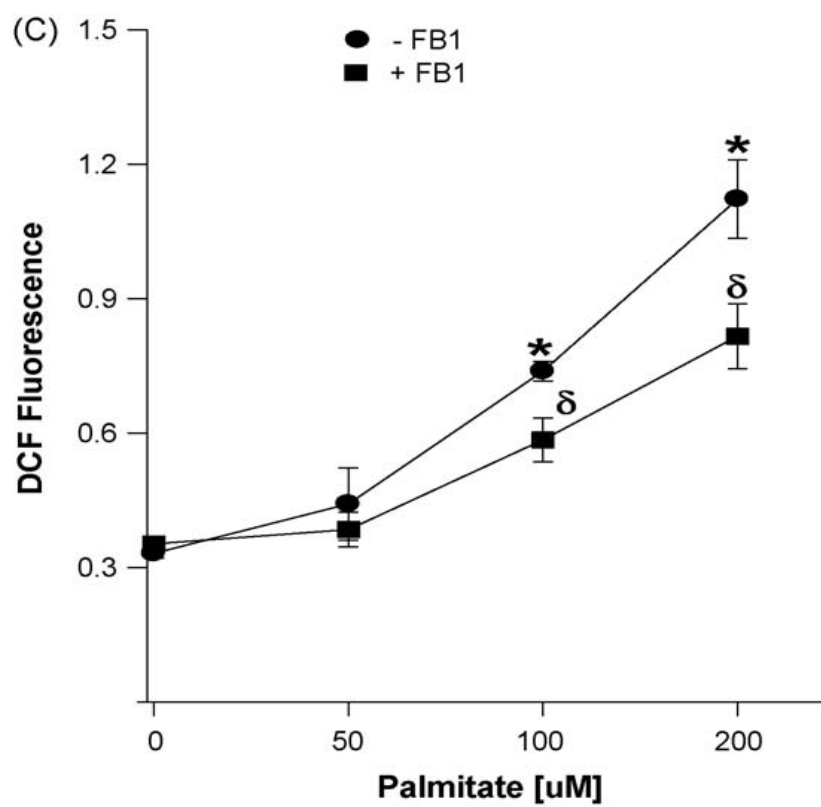 (C)
1.5
- FB1
+ FB1
*
1.2
0.9
δ
*
δ
0.6
0.3
DCF Fluorescence
0
50
100
200
Palmitate [uM]